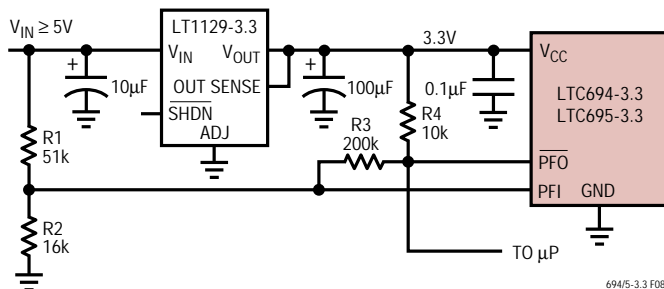 VIN ≥ 5V
LT1129-3.3
VIN
VOUT
3.3V
VCC
+
10µF
OUT SENSE
+
100µF
0.1µF
LTC694-3.3
LTC695-3.3
SHDN
ADJ
R1
51k
R3
200k
R4
10k
PFO
PFI
GND
R2
16k
TO µP
694/5-3.3 F08